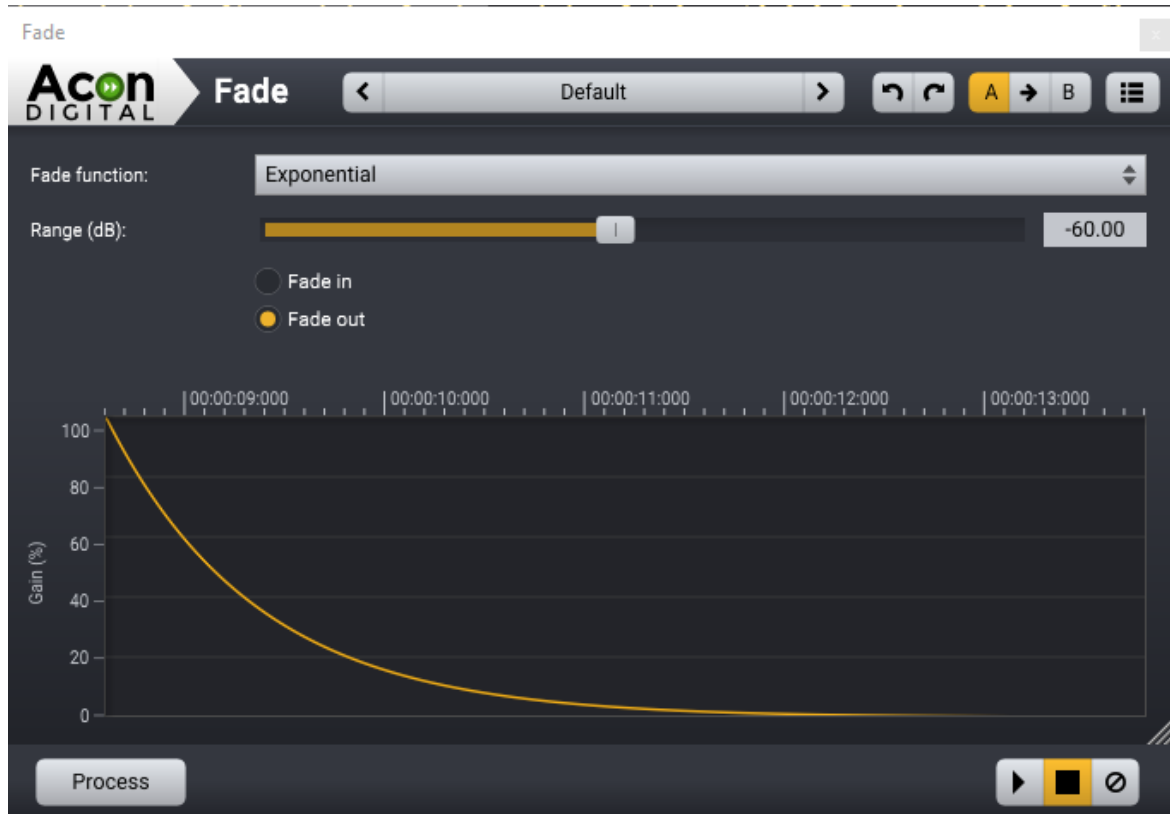 Fade
x
Acon DIGITAL Fade Default A B
Fade function: Exponential
Range (dB): -60.00
Fade in
Fade out
00:00:09:000 00:00:10:000 00:00:11:000 00:00:12:000 00:00:13:000
100
80
60
40
20
0
Gain (%)
Process